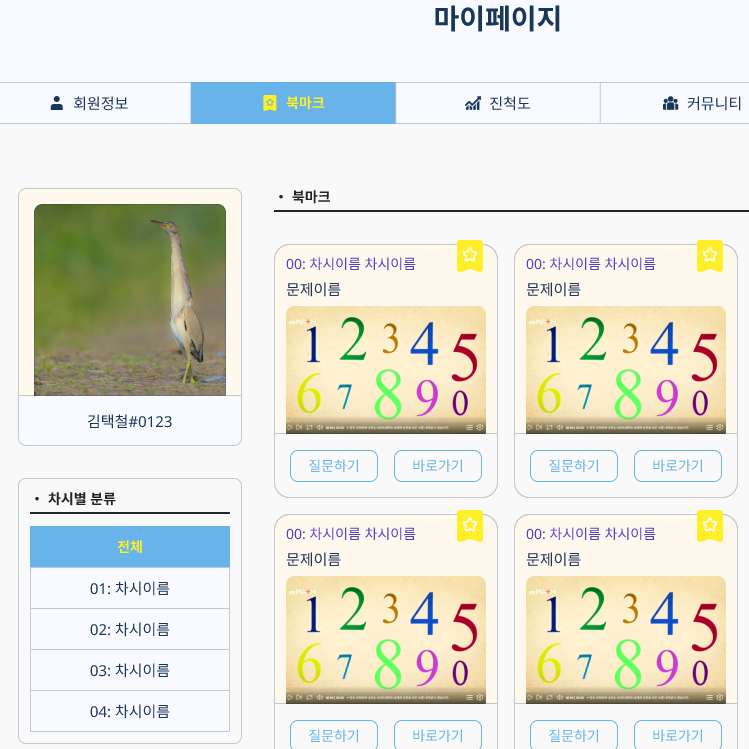 마이페이지
회원정보
북마크
진척도
커뮤니티
김택철#0123
• 차시별 분류
전체
01: 차시이름
02: 차시이름
03: 차시이름
04: 차시이름
• 북마크
00: 차시이름 차시이름
문제이름
1 2 3 4 5
6 7 8 9 0
질문하기 바로가기
00: 차시이름 차시이름
문제이름
1 2 3 4 5
6 7 8 9 0
질문하기 바로가기
00: 차시이름 차시이름
문제이름
1 2 3 4 5
6 7 8 9 0
질문하기 바로가기
00: 차시이름 차시이름
문제이름
1 2 3 4 5
6 7 8 9 0
질문하기 바로가기